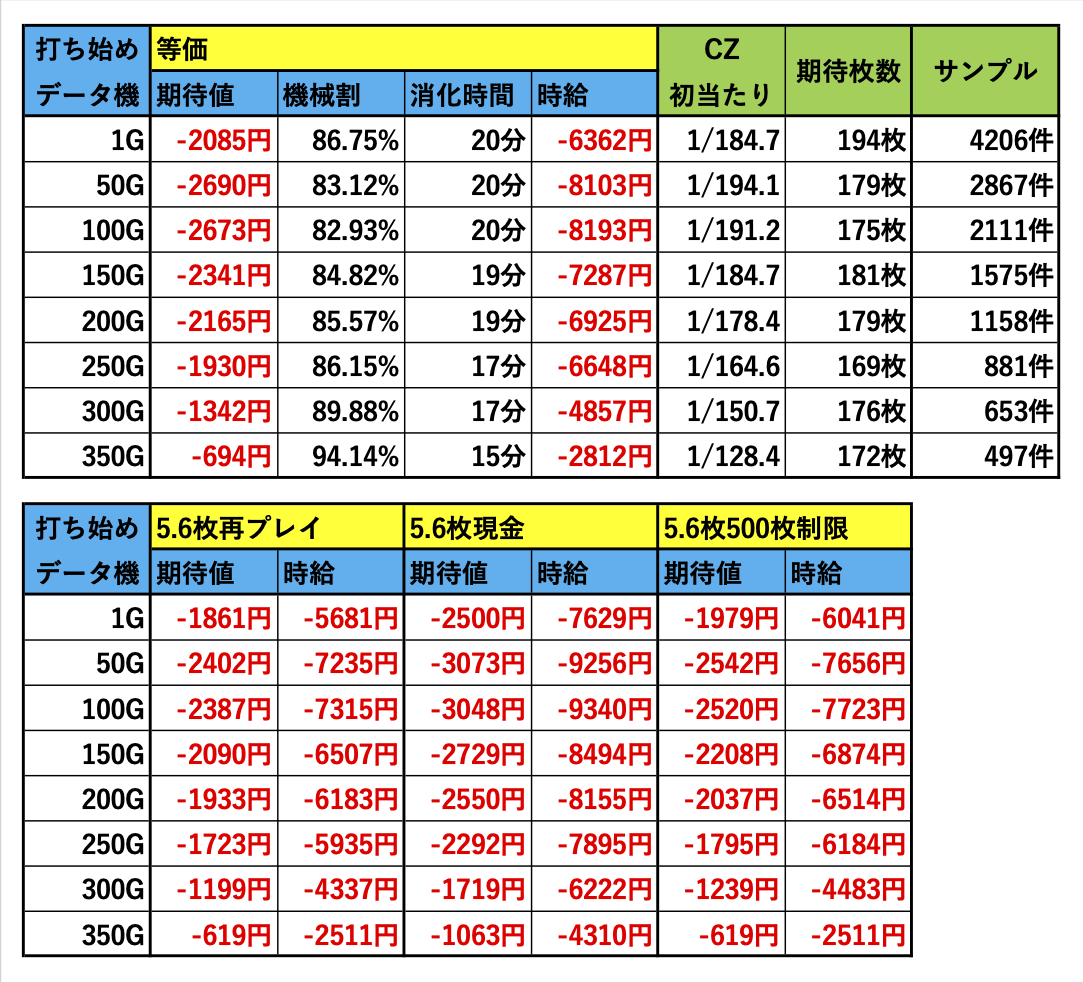 打ち始め 等価 CZ 期待枚数 サンプル
データ機 期待値 機械割 消化時間 時給 初当たり
1G -2085円 86.75% 20分 -6362円 1/184.7 194枚 4206件
50G -2690円 83.12% 20分 -8103円 1/194.1 179枚 2867件
100G -2673円 82.93% 20分 -8193円 1/191.2 175枚 2111件
150G -2341円 84.82% 19分 -7287円 1/184.7 181枚 1575件
200G -2165円 85.57% 19分 -6925円 1/178.4 179枚 1158件
250G -1930円 86.15% 17分 -6648円 1/164.6 169枚 881件
300G -1342円 89.88% 17分 -4857円 1/150.7 176枚 653件
350G -694円 94.14% 15分 -2812円 1/128.4 172枚 497件
打ち始め 5.6枚再プレイ 5.6枚現金 5.6枚500枚制限
データ機 期待値 時給 期待値 時給 期待値 時給
1G -1861円 -5681円 -2500円 -7629円 -1979円 -6041円
50G -2402円 -7235円 -3073円 -9256円 -2542円 -7656円
100G -2387円 -7315円 -3048円 -9340円 -2520円 -7723円
150G -2090円 -6507円 -2729円 -8494円 -2208円 -6874円
200G -1933円 -6183円 -2550円 -8155円 -2037円 -6514円
250G -1723円 -5935円 -2292円 -7895円 -1795円 -6184円
300G -1199円 -4337円 -1719円 -6222円 -1239円 -4483円
350G -619円 -2511円 -1063円 -4310円 -619円 -2511円